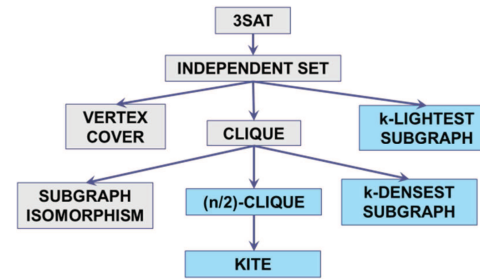 3SAT
INDEPENDENT SET
VERTEX
COVER
CLIQUE
k-LIGHTEST
SUBGRAPH
SUBGRAPH
ISOMORPHISM
(n/2)-CLIQUE
k-DENSEST
SUBGRAPH
KITE